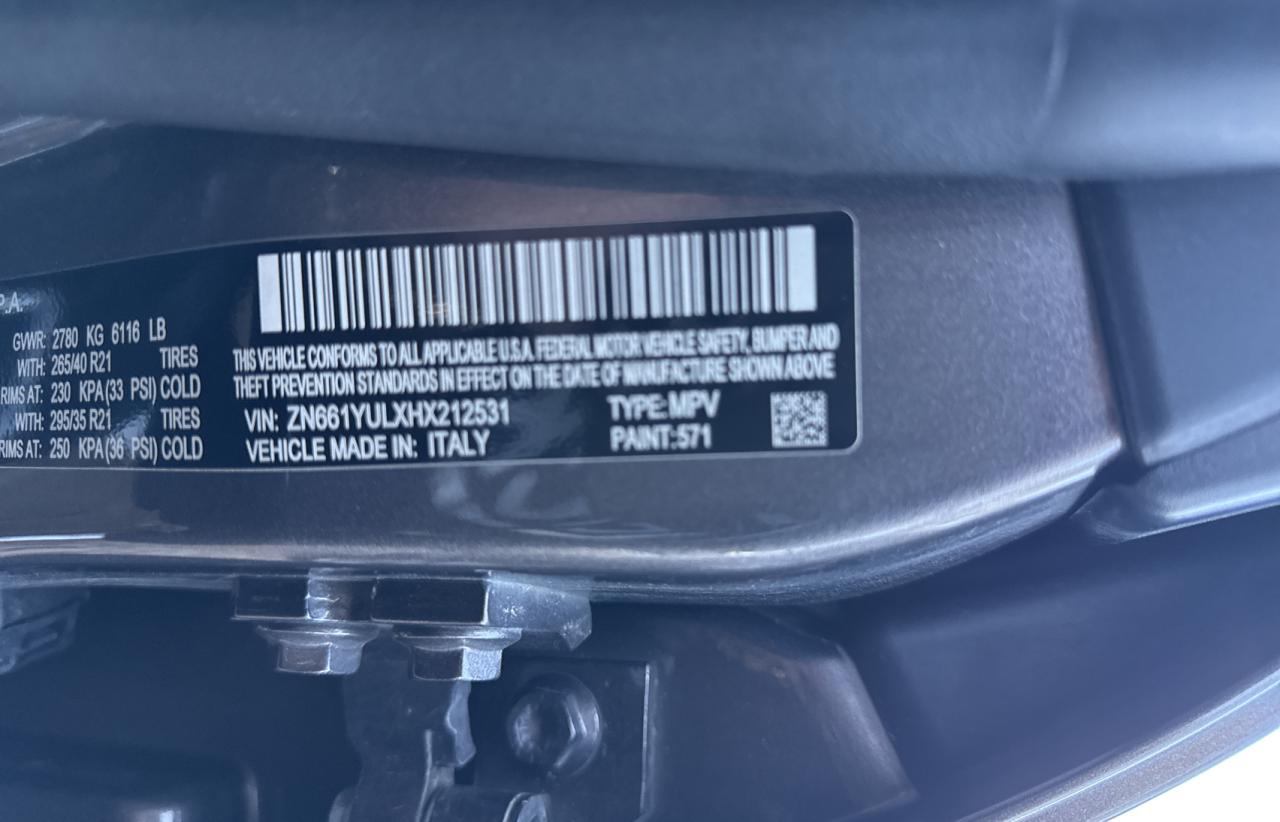 P.A.
GVWR: 2780 KG 6116 LB
WITH: 265/40 R21 TIRES
RIMS AT: 230 KPA (33 PSI) COLD
WITH: 295/35 R21 TIRES
RIMS AT: 250 KPA (36 PSI) COLD
THIS VEHICLE CONFORMS TO ALL APPLICABLE U.S.A. FEDERAL MOTOR VEHICLE SAFETY, BUMPER AND
THEFT PREVENTION STANDARDS IN EFFECT ON THE DATE OF MANUFACTURE SHOWN ABOVE
VIN: ZN661YULXHX212531 TYPE: MPV
VEHICLE MADE IN: ITALY PAINT: 571